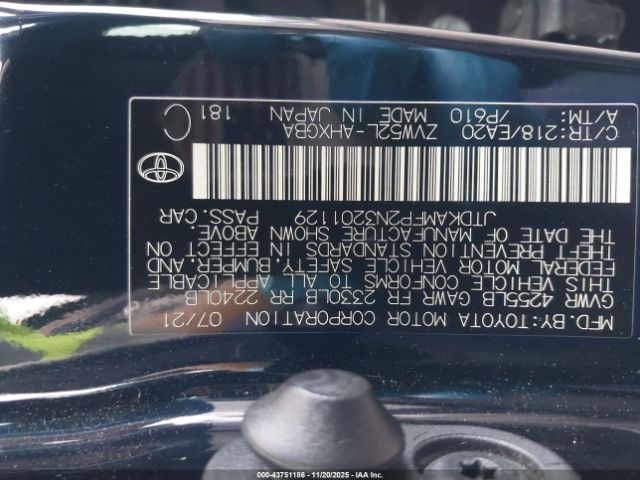 MFD. BY: TOYOTA MOTOR CORPORATION 07/21
GVWR 4255LB GAWR FR 2330LB RR 2240LB
THIS VEHICLE CONFORMS TO ALL APPLICABLE
FEDERAL MOTOR VEHICLE SAFETY, BUMPER, AND
THEFT PREVENTION STANDARDS IN EFFECT ON
THE DATE OF MANUFACTURE SHOWN ABOVE.
JTDKAMFP2N3201129 PASS. CAR
C/TR:218/EA20 ZVW52L-AHXGBA 181
A/TM: /P610 MADE IN JAPAN
C
00-43751186 - 11/20/2025 - IAA Inc.